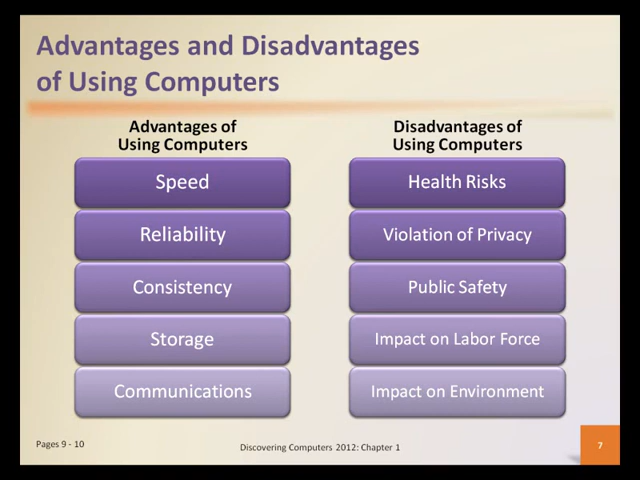 Advantages and Disadvantages
of Using Computers
Advantages of
Using Computers
Speed
Reliability
Consistency
Storage
Communications
Disadvantages of
Using Computers
Health Risks
Violation of Privacy
Public Safety
Impact on Labor Force
Impact on Environment
Pages 9 - 10
Discovering Computers 2012: Chapter 1
7